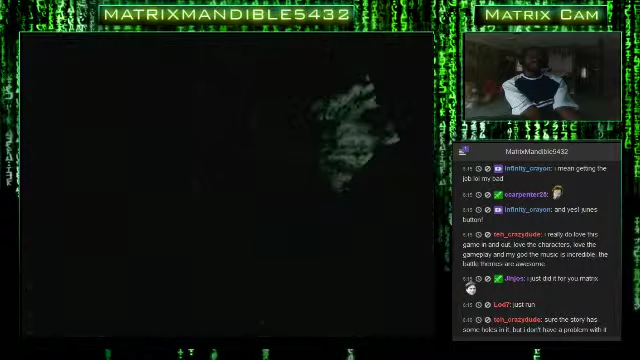 MATRIXMANDIBLE5432
MATRIX CAM
MatrixMandible5432
infinity_crayon: i mean getting the
job lol my bad
scarpenter28:
infinity_crayon: and yes! junes
button!
teh_crazydude: i really do love this
game in and out. love the characters, love the
gameplay and my god the music is incredible, the
battle themes are awesome.
Jinjos: i just did it for you matrix
Lod7: just run
teh_crazydude: sure the story has
some holes in it, but i don't have a problem with it